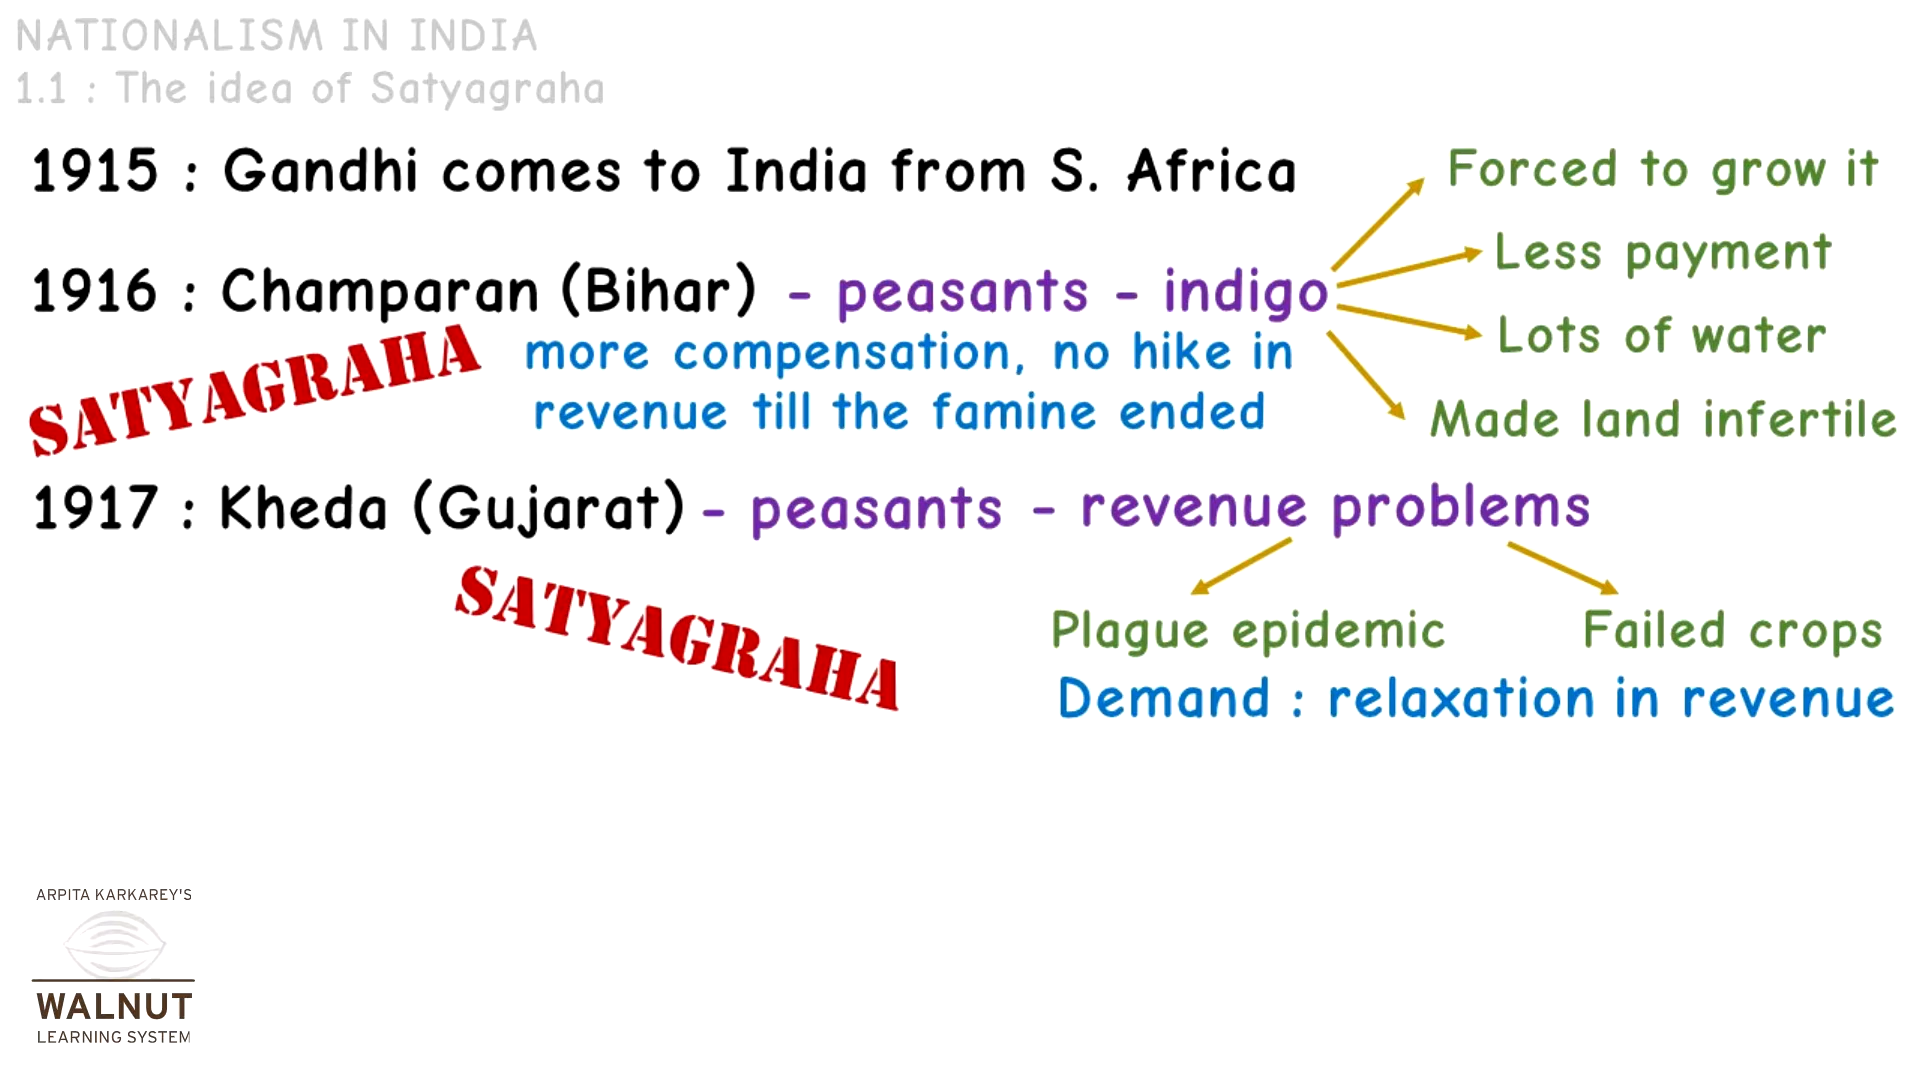 NATIONALISM IN INDIA
1.1 : The idea of Satyagraha
1915 : Gandhi comes to India from S. Africa
Forced to grow it
Less payment
1916 : Champaran (Bihar) - peasants - indigo
Lots of water
Made land infertile
SATYAGRAHA
more compensation, no hike in
revenue till the famine ended
1917 : Kheda (Gujarat) - peasants - revenue problems
SATYAGRAHA
Plague epidemic
Failed crops
Demand : relaxation in revenue
ARPITA KARKAREY'S
WALNUT
LEARNING SYSTEM